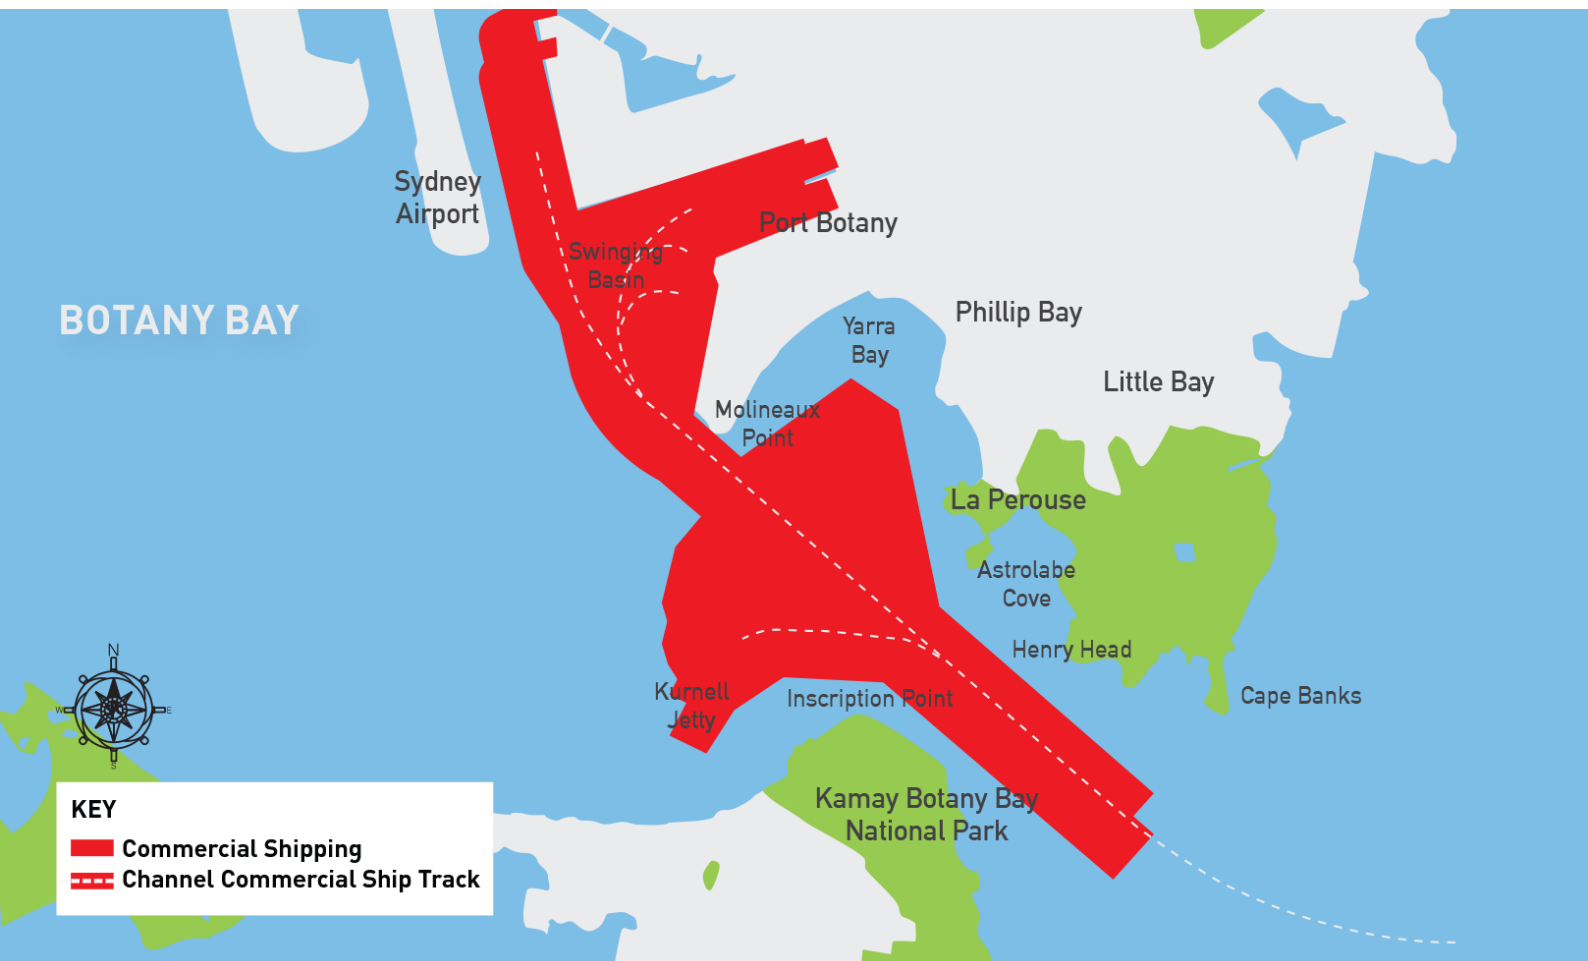 Sydney
Airport
Swinging
Basin
Port Botany
BOTANY BAY
Yarra
Bay
Phillip Bay
Little Bay
Molineaux
Point
La Perouse
Astrolabe
Cove
Henry Head
Cape Banks
Kurnell
Jetty
Inscription Point
Kamay Botany Bay
National Park
N
W
E
S
KEY
Commercial Shipping
Channel Commercial Ship Track